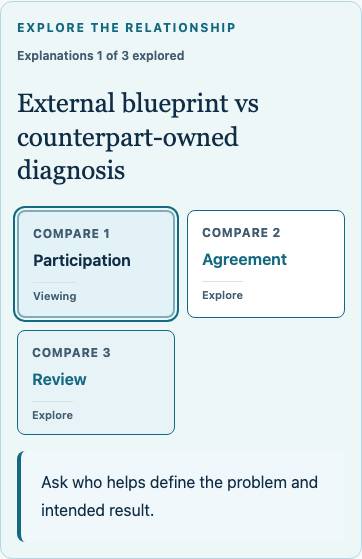 EXPLORE THE RELATIONSHIP
Explanations 1 of 3 explored
External blueprint vs
counterpart-owned
diagnosis
COMPARE 1
Participation
Viewing
COMPARE 2
Agreement
Explore
COMPARE 3
Review
Explore
Ask who helps define the problem and
intended result.